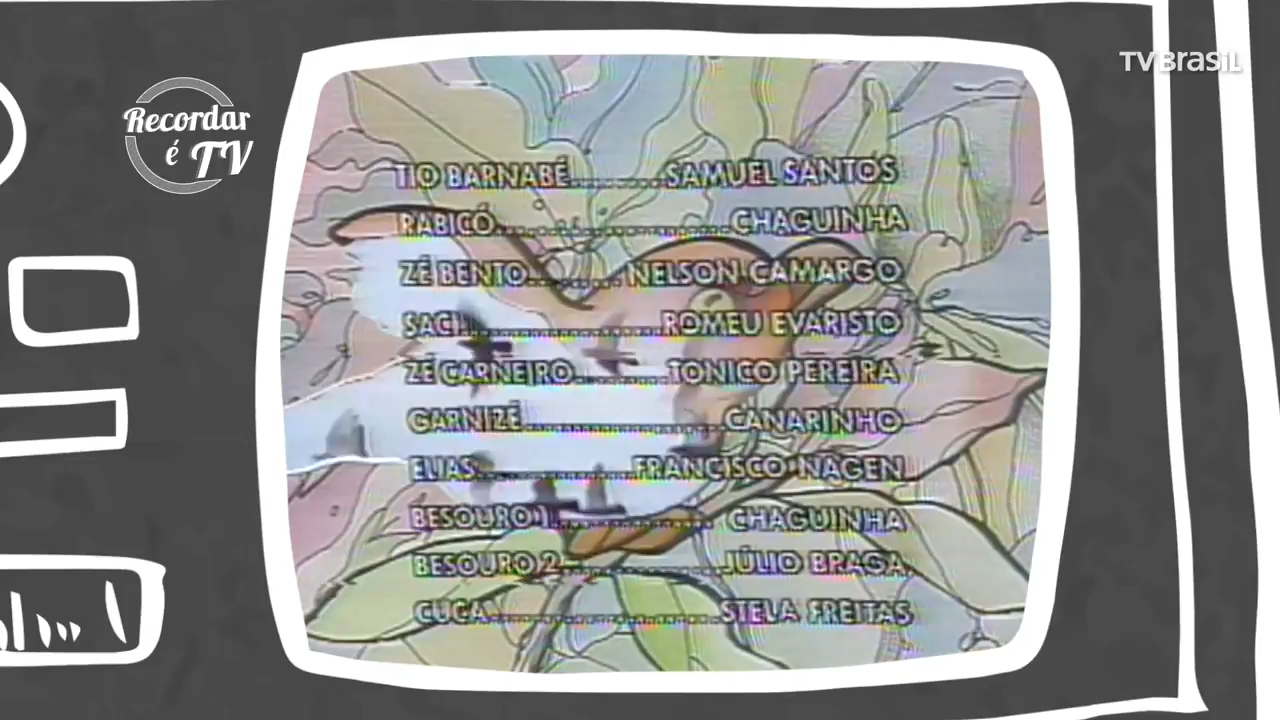 Recordar
é TV
TV BRASIL
TIO BARNABÉ..........SAMUEL SANTOS
RABICÓ..........................CHAGUINHA
ZÉ BENTO..........NELSON CAMARGO
SACI......................ROMEU EVARISTO
ZÉ CARNEIRO..........TONICO PEREIRA
GARNIZÉ......................CANARINHO
ELIAS..................FRANCISCO NAGEN
BESOURO 1..................CHAGUINHA
BESOURO 2..................JÚLIO BRAGA
CUCA..........................STELA FREITAS